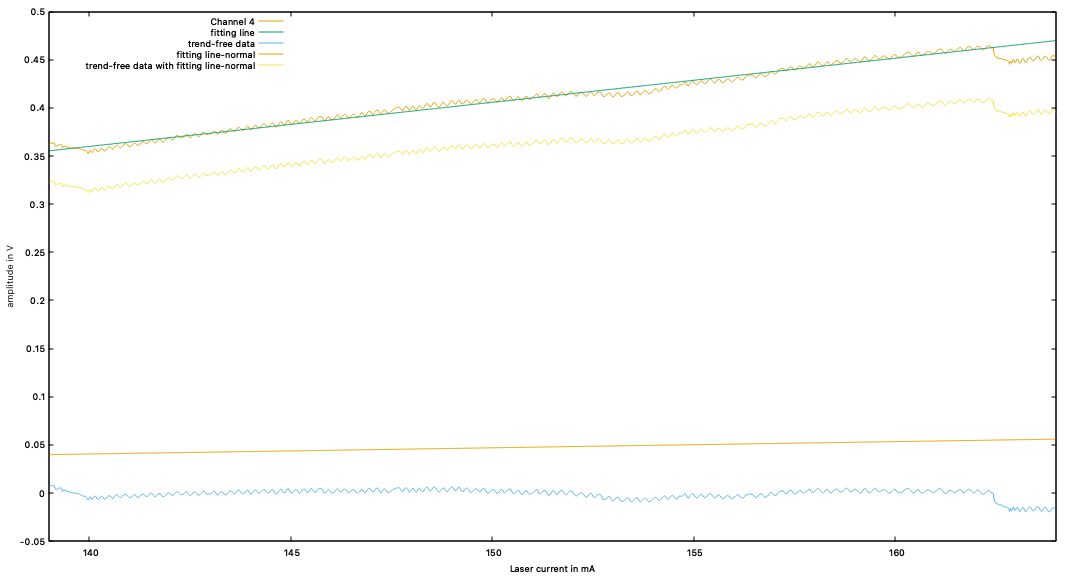 Channel 4
fitting line
trend-free data
fitting line-normal
trend-free data with fitting line-normal
0.5
0.45
0.4
0.35
0.3
0.25
0.2
0.15
0.1
0.05
0
-0.05
amplitude in V
140 145 150 155 160
Laser current in mA